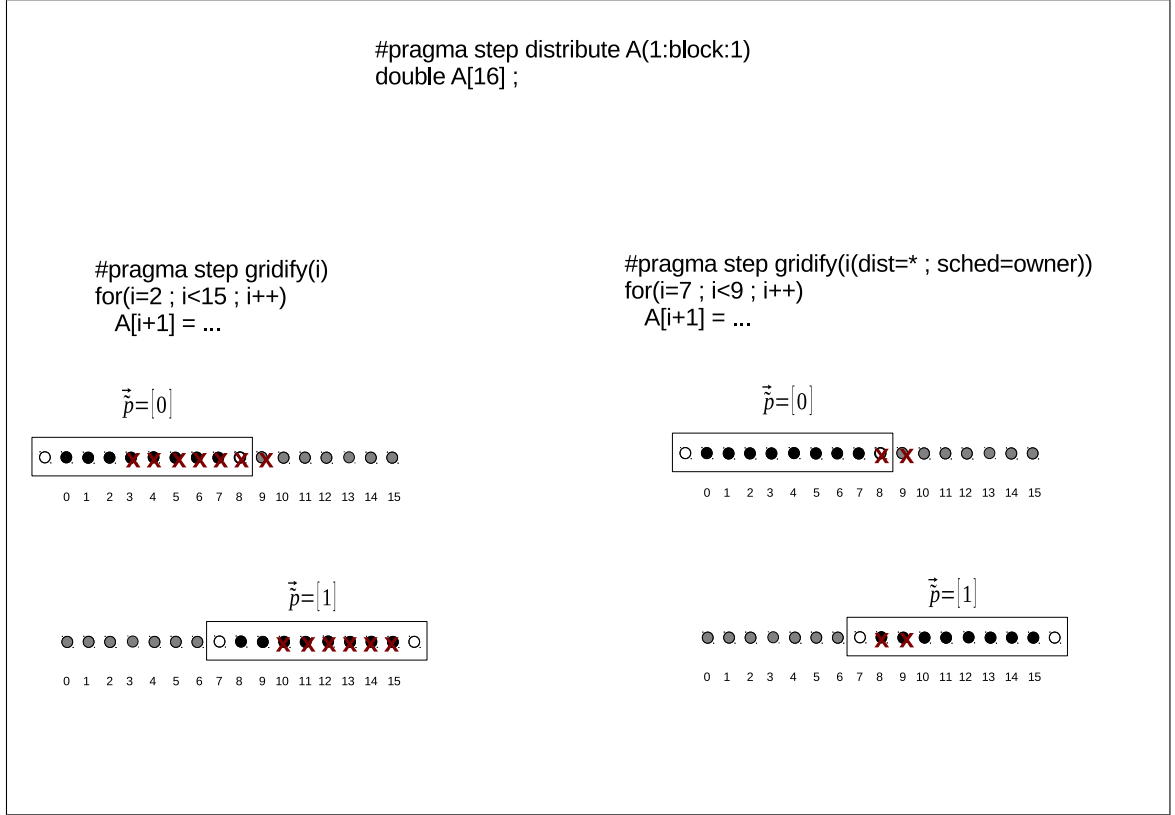 #pragma step distribute A(1:block:1)
double A[16] ;
#pragma step gridify(i)
for(i=2 ; i<15 ; i++)
A[i+1] = ...
#pragma step gridify(i(dist=* ; sched=owner))
for(i=7 ; i<9 ; i++)
A[i+1] = ...
p̃⃗=[0]
X X X X X X X
0 1 2 3 4 5 6 7 8 9 10 11 12 13 14 15
p̃⃗=[0]
X X
0 1 2 3 4 5 6 7 8 9 10 11 12 13 14 15
p̃⃗=[1]
X X X X X X
0 1 2 3 4 5 6 7 8 9 10 11 12 13 14 15
p̃⃗=[1]
X X
0 1 2 3 4 5 6 7 8 9 10 11 12 13 14 15